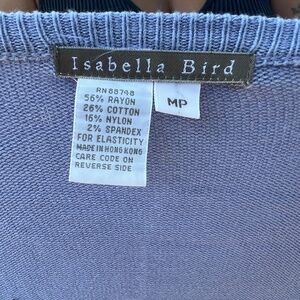 Isabella Bird
MP
RN 88748
56% RAYON
26% COTTON
16% NYLON
2% SPANDEX
FOR ELASTICITY
MADE IN HONG KONG
CARE CODE ON
REVERSE SIDE